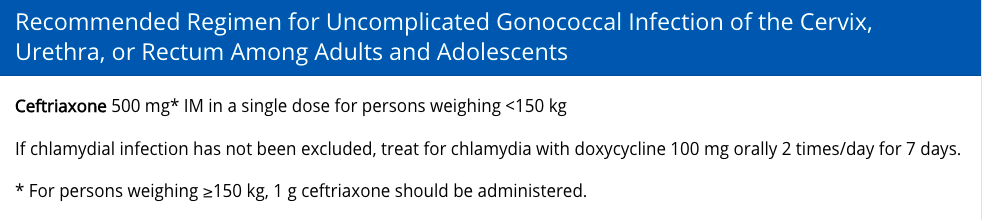 Recommended Regimen for Uncomplicated Gonococcal Infection of the Cervix,
Urethra, or Rectum Among Adults and Adolescents
Ceftriaxone 500 mg* IM in a single dose for persons weighing <150 kg
If chlamydial infection has not been excluded, treat for chlamydia with doxycycline 100 mg orally 2 times/day for 7 days.
* For persons weighing ≥150 kg, 1 g ceftriaxone should be administered.